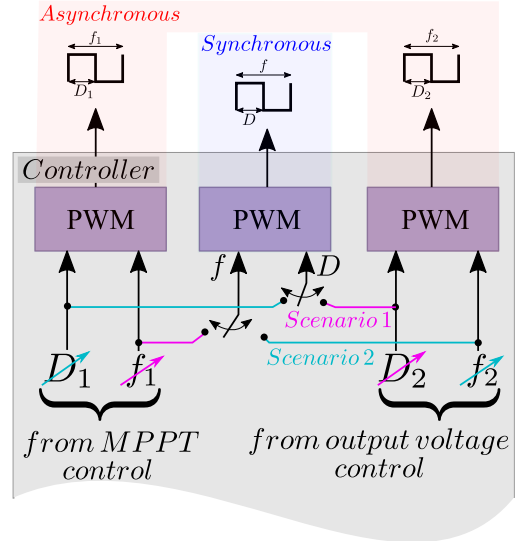 Asynchronous
f₁
D₁
Synchronous
f
D
f₂
D₂
Controller
PWM
PWM
PWM
f
D
Scenario 1
Scenario 2
D₁
f₁
D₂
f₂
from MPPT
control
from output voltage
control